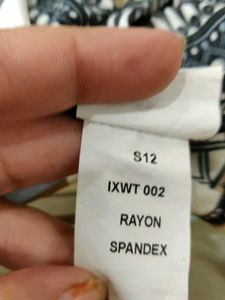 S12
IXWT 002
RAYON
SPANDEX